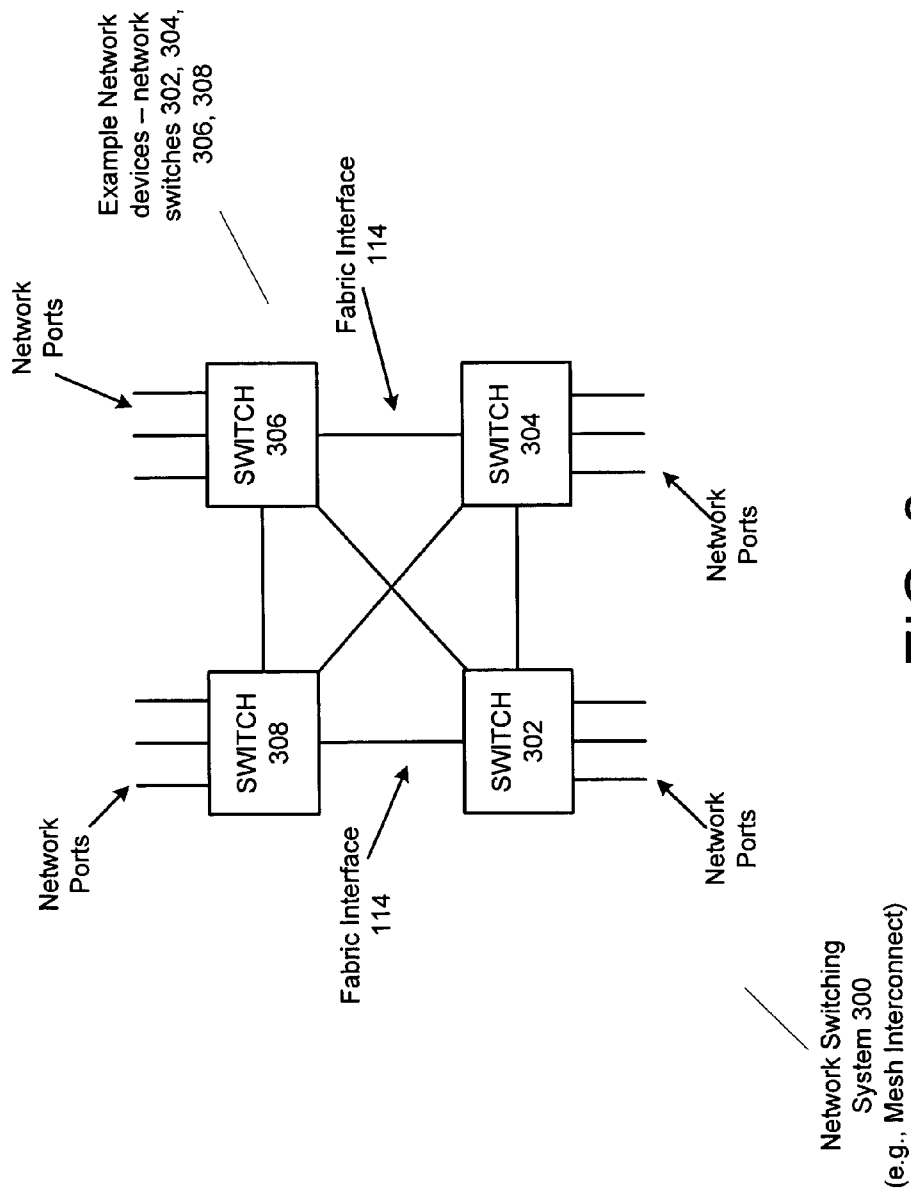 Example Network
devices – network
switches 302, 304,
306, 308
Network
Ports
Network
Ports
SWITCH
308
SWITCH
306
Fabric Interface
114
Fabric Interface
114
SWITCH
302
SWITCH
304
Network
Ports
Network
Ports
Network Switching
System 300
(e.g., Mesh Interconnect)